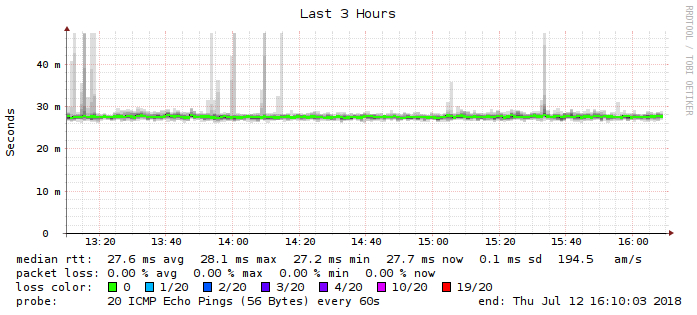 Last 3 Hours
RRDTOOL / TOBI OETIKER
Seconds
40 m
30 m
20 m
10 m
0
13:20 13:40 14:00 14:20 14:40 15:00 15:20 15:40 16:00
median rtt: 27.6 ms avg 28.1 ms max 27.2 ms min 27.7 ms now 0.1 ms sd 194.5 am/s
packet loss: 0.00 % avg 0.00 % max 0.00 % min 0.00 % now
loss color: 0 1/20 2/20 3/20 4/20 10/20 19/20
probe: 20 ICMP Echo Pings (56 Bytes) every 60s end: Thu Jul 12 16:10:03 2018